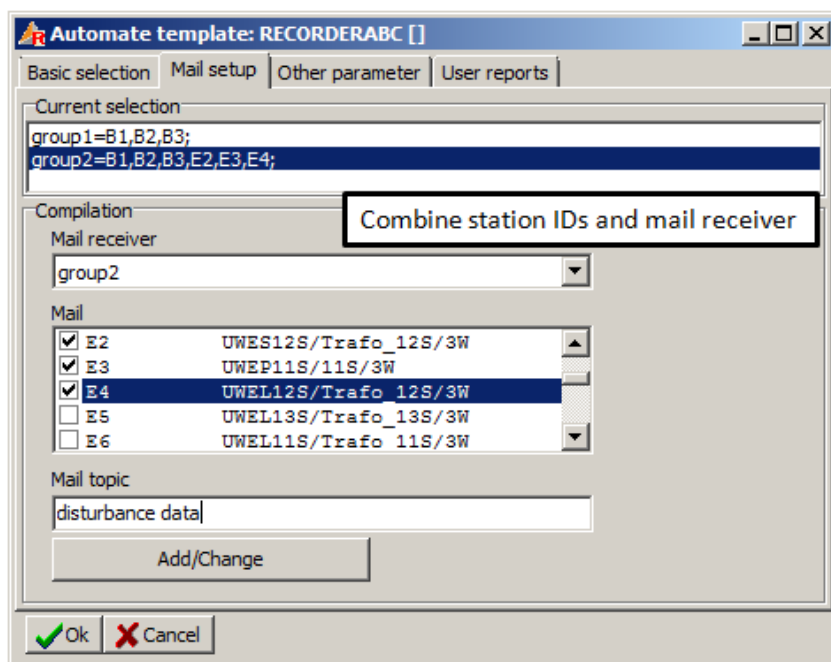 Automate template: RECORDERABC []
Basic selection Mail setup Other parameter User reports
Current selection
group1=B1,B2,B3;
group2=B1,B2,B3,E2,E3,E4;
Combine station IDs and mail receiver
Compilation
Mail receiver
group2
Mail
E2 UWES12S/Trafo_12S/3W
E3 UWEP11S/11S/3W
E4 UWEL12S/Trafo_12S/3W
E5 UWEL13S/Trafo_13S/3W
E6 UWEL11S/Trafo 11S/3W
Mail topic
disturbance data
Add/Change
Ok Cancel